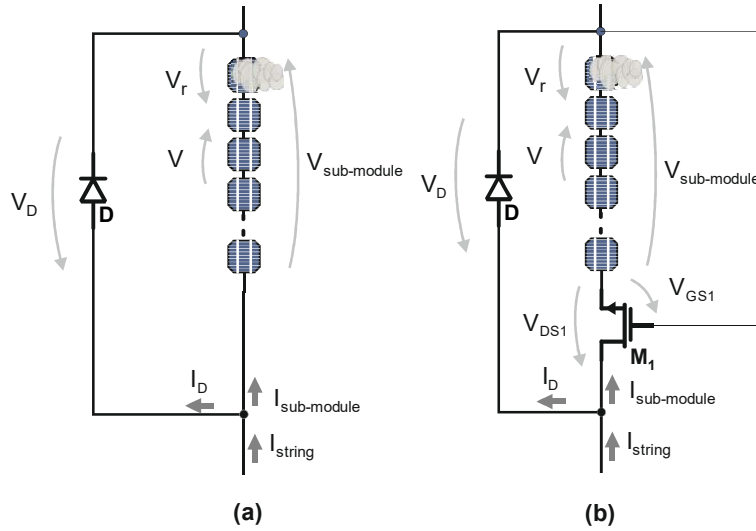 V_r
V
V_D
D
V_sub-module
I_D
I_sub-module
I_string
(a)
V_r
V
V_D
D
V_sub-module
V_GS1
V_DS1
M_1
I_D
I_sub-module
I_string
(b)